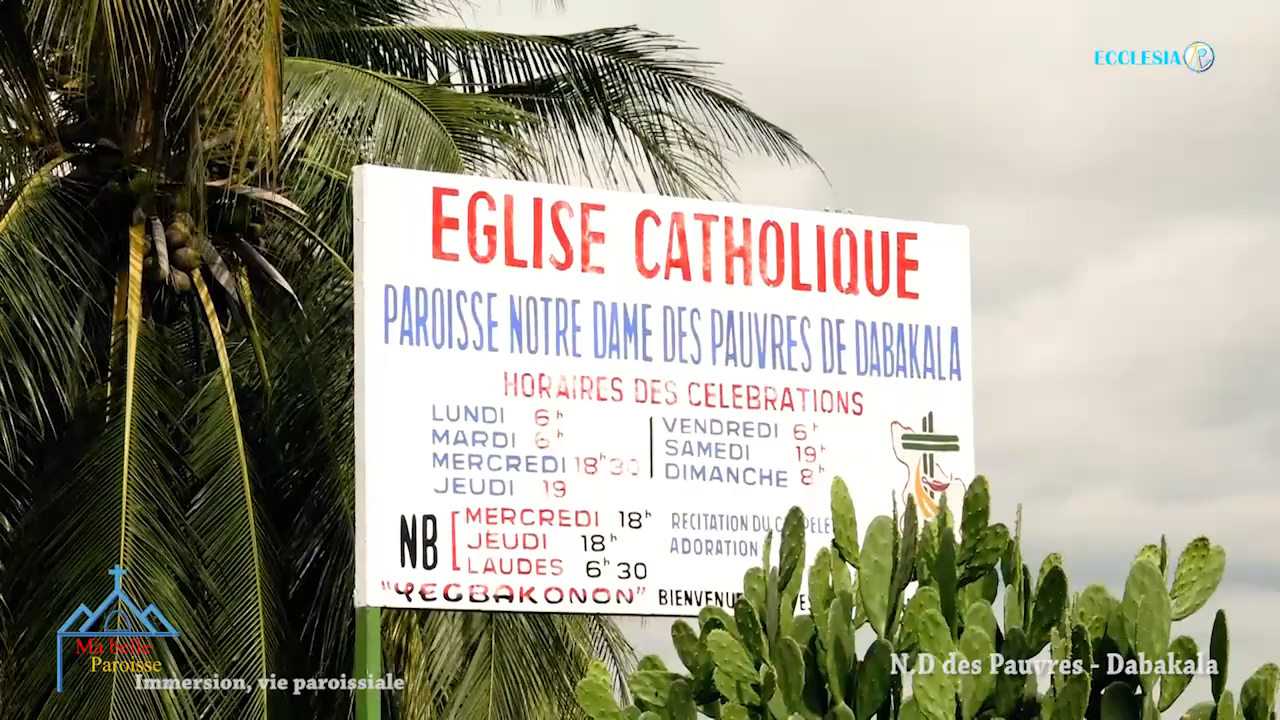 ECCLESIA
EGLISE CATHOLIQUE
PAROISSE NOTRE DAME DES PAUVRES DE DABAKALA
HORAIRES DES CELEBRATIONS
LUNDI 6h
MARDI 6h
MERCREDI 18h30
JEUDI 19
VENDREDI 6h
SAMEDI 19h
DIMANCHE 8h
NB
MERCREDI 18h RECITATION DU
JEUDI 18h ADORATION
LAUDES 6h30
"YEGBAKONON" BIENVENUE
Ma belle
Paroisse
Immersion, vie paroissiale
N.D des Pauvres - Dabakala